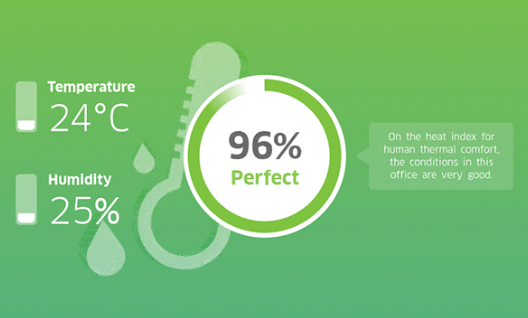 Temperature
24°C
Humidity
25%
96%
Perfect
On the heat index for
human thermal comfort,
the conditions in this
office are very good.